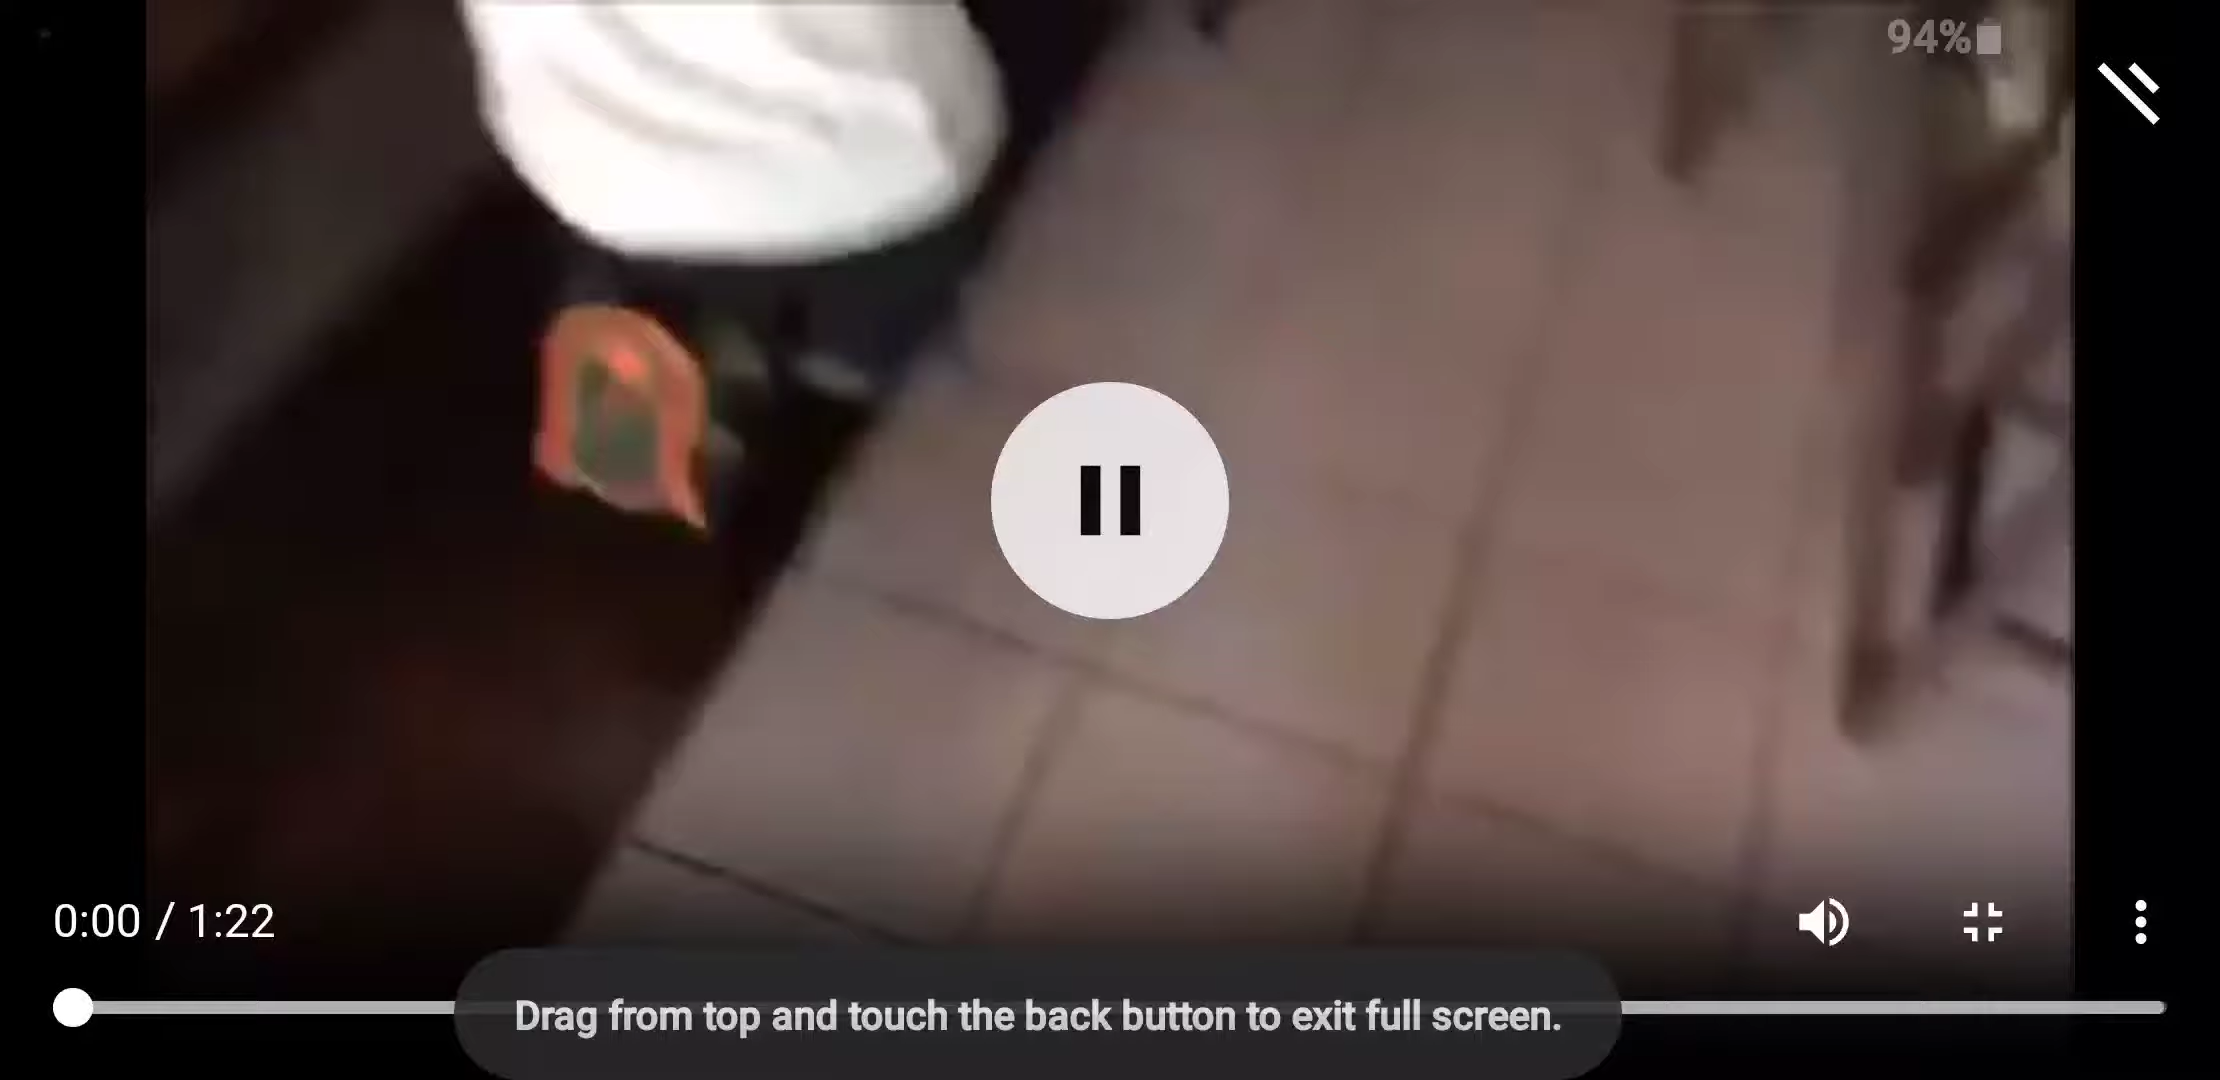 94%
0:00 / 1:22
Drag from top and touch the back button to exit full screen.